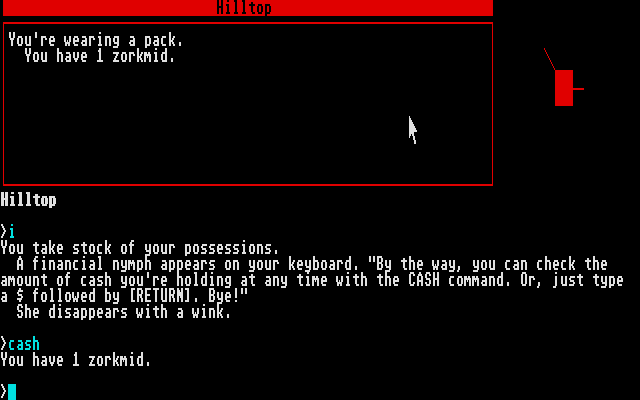 Hilltop
You're wearing a pack.
You have 1 zorkmid.
Hilltop
>i
You take stock of your possessions.
A financial nymph appears on your keyboard. "By the way, you can check the
amount of cash you're holding at any time with the CASH command. Or, just type
a $ followed by [RETURN]. Bye!"
She disappears with a wink.
>cash
You have 1 zorkmid.
>